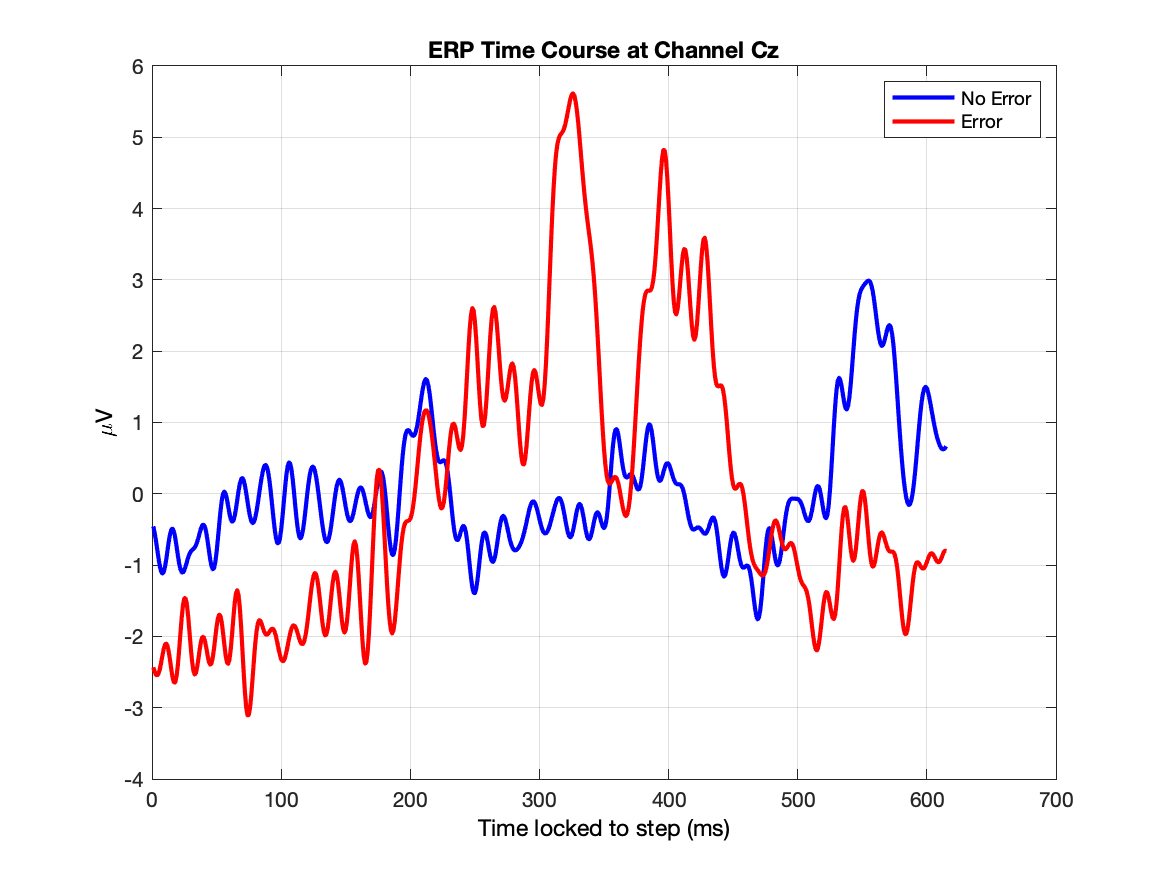 ERP Time Course at Channel Cz
No Error
Error
6
5
4
3
2
1
0
-1
-2
-3
-4
μV
0 100 200 300 400 500 600 700
Time locked to step (ms)